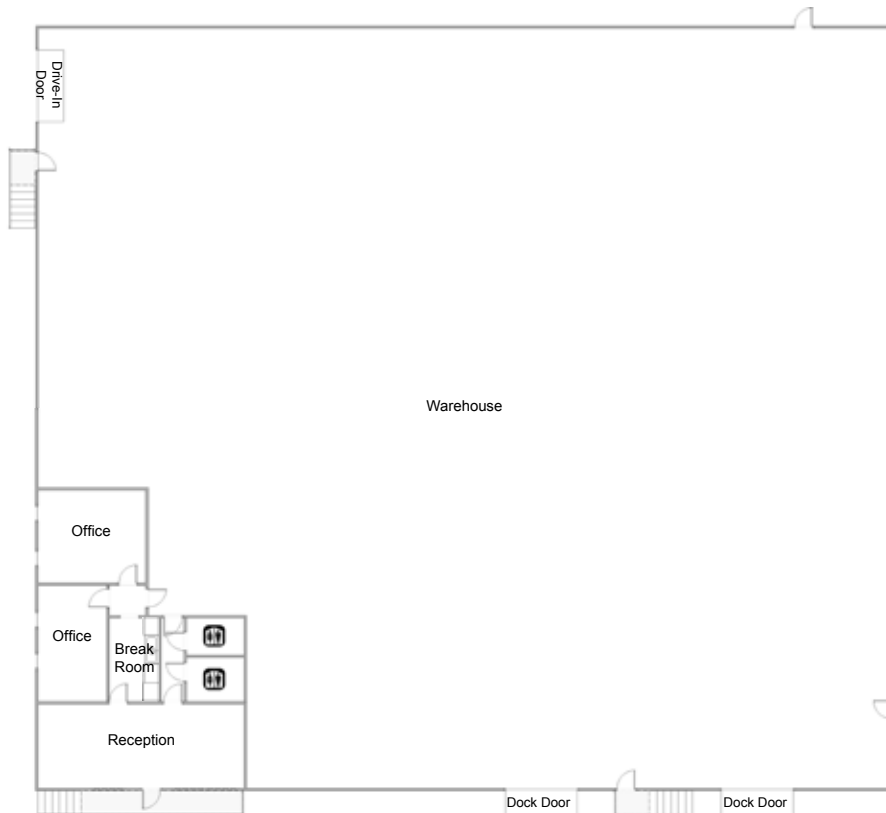 Drive-In
Door
Warehouse
Office
Office
Break
Room
Reception
Dock Door
Dock Door